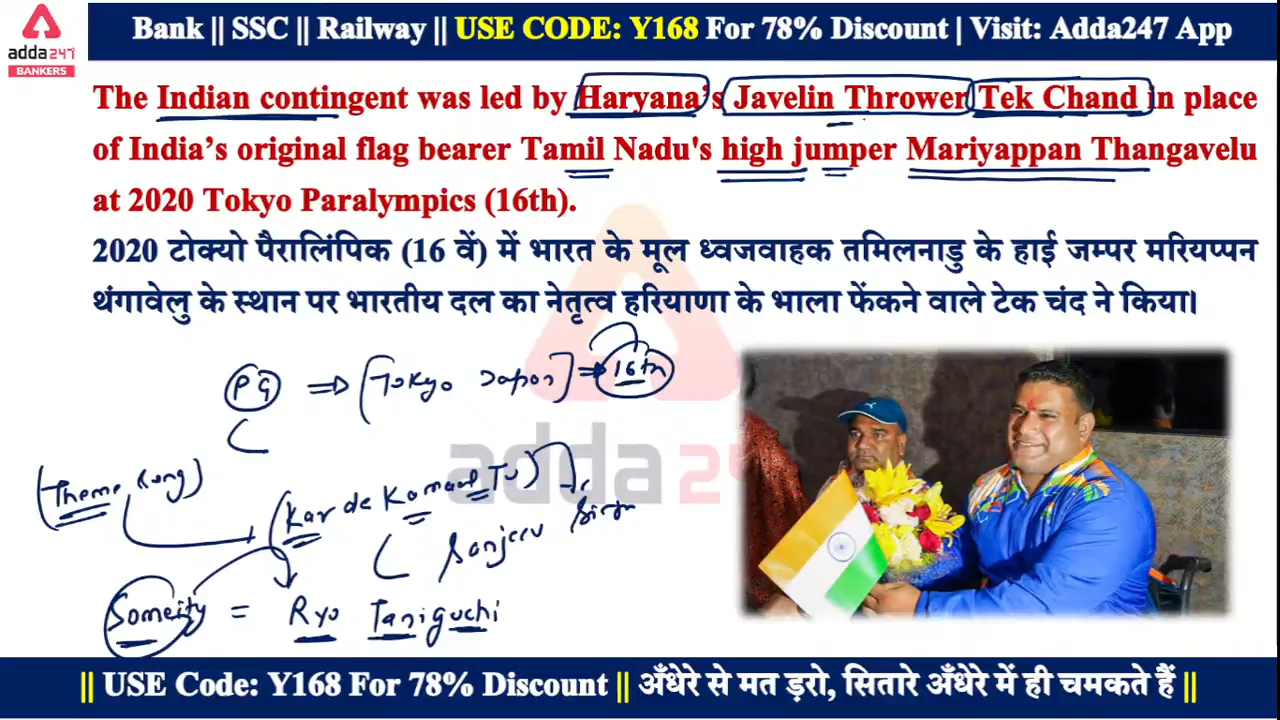 adda247
BANKERS
Bank || SSC || Railway || USE CODE: Y168 For 78% Discount | Visit: Adda247 App
The Indian contingent was led by Haryana's Javelin Thrower Tek Chand in place
of India's original flag bearer Tamil Nadu's high jumper Mariyappan Thangavelu
at 2020 Tokyo Paralympics (16th).
2020 टोक्यो पैरालिंपिक (16 वें) में भारत के मूल ध्वजवाहक तमिलनाडु के हाई जम्पर मरियप्पन
थंगावेलु के स्थान पर भारतीय दल का नेतृत्व हरियाणा के भाला फेंकने वाले टेक चंद ने किया।
PG ⇒ [Tokyo Japan] ⇒ 16th
adda247
(Theme Song)
(Kar de Kamaal Tu)
Sanjeev Singh
Someity = Ryo Taniguchi
|| USE Code: Y168 For 78% Discount || अँधेरे से मत ड़रो, सितारे अँधेरे में ही चमकते हैं ||